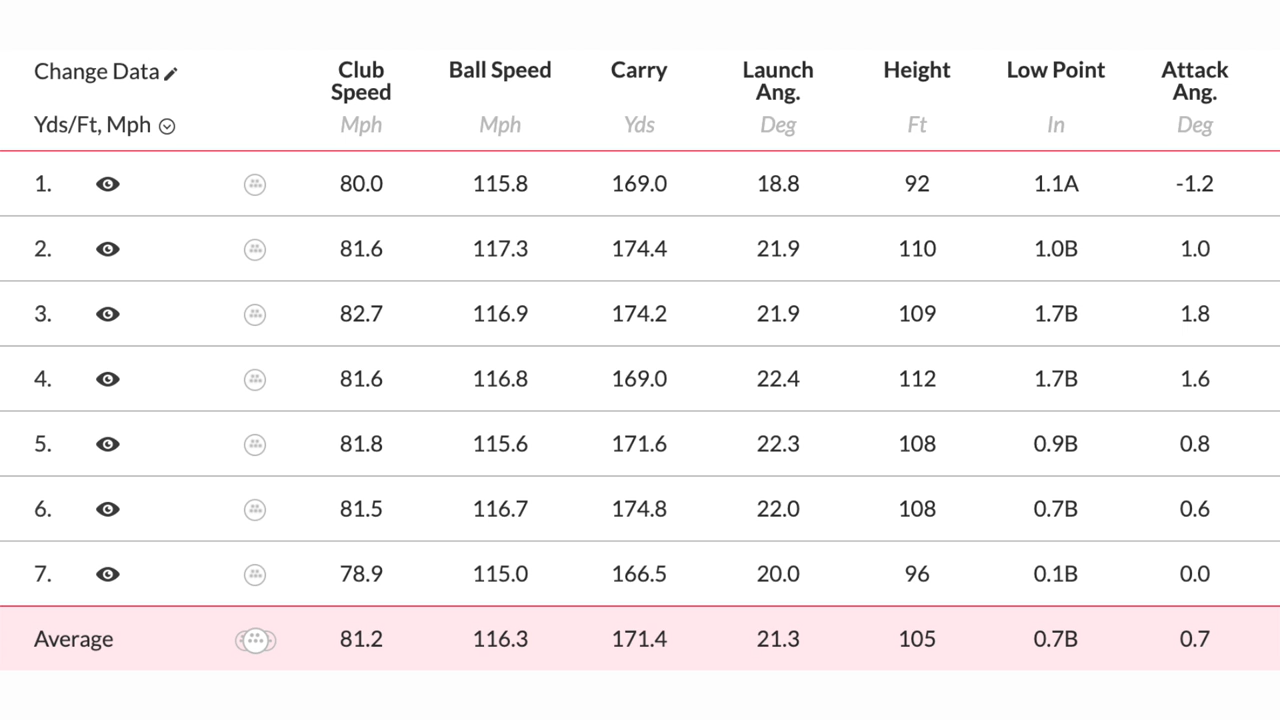 Change Data Club Speed Ball Speed Carry Launch Ang. Height Low Point Attack Ang.
Yds/Ft, Mph Mph Mph Yds Deg Ft In Deg
1. 80.0 115.8 169.0 18.8 92 1.1A -1.2
2. 81.6 117.3 174.4 21.9 110 1.0B 1.0
3. 82.7 116.9 174.2 21.9 109 1.7B 1.8
4. 81.6 116.8 169.0 22.4 112 1.7B 1.6
5. 81.8 115.6 171.6 22.3 108 0.9B 0.8
6. 81.5 116.7 174.8 22.0 108 0.7B 0.6
7. 78.9 115.0 166.5 20.0 96 0.1B 0.0
Average 81.2 116.3 171.4 21.3 105 0.7B 0.7